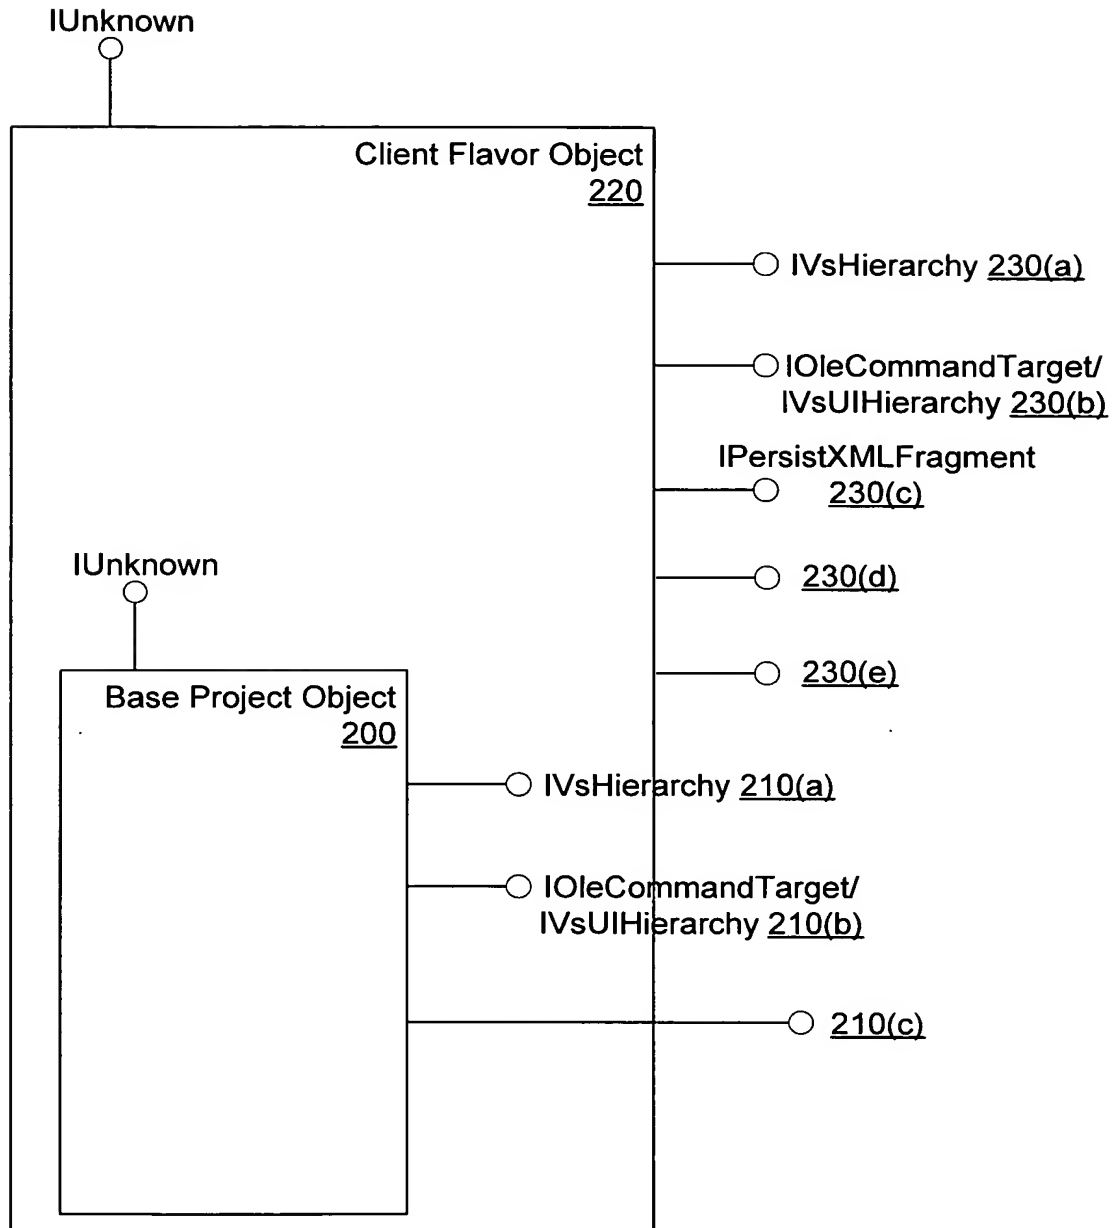 IUnknown
Client Flavor Object
220
IVsHierarchy 230(a)
IOleCommandTarget/
IVsUIHierarchy 230(b)
IPersistXMLFragment
230(c)
IUnknown
230(d)
230(e)
Base Project Object
200
IVsHierarchy 210(a)
IOleCommandTarget/
IVsUIHierarchy 210(b)
210(c)